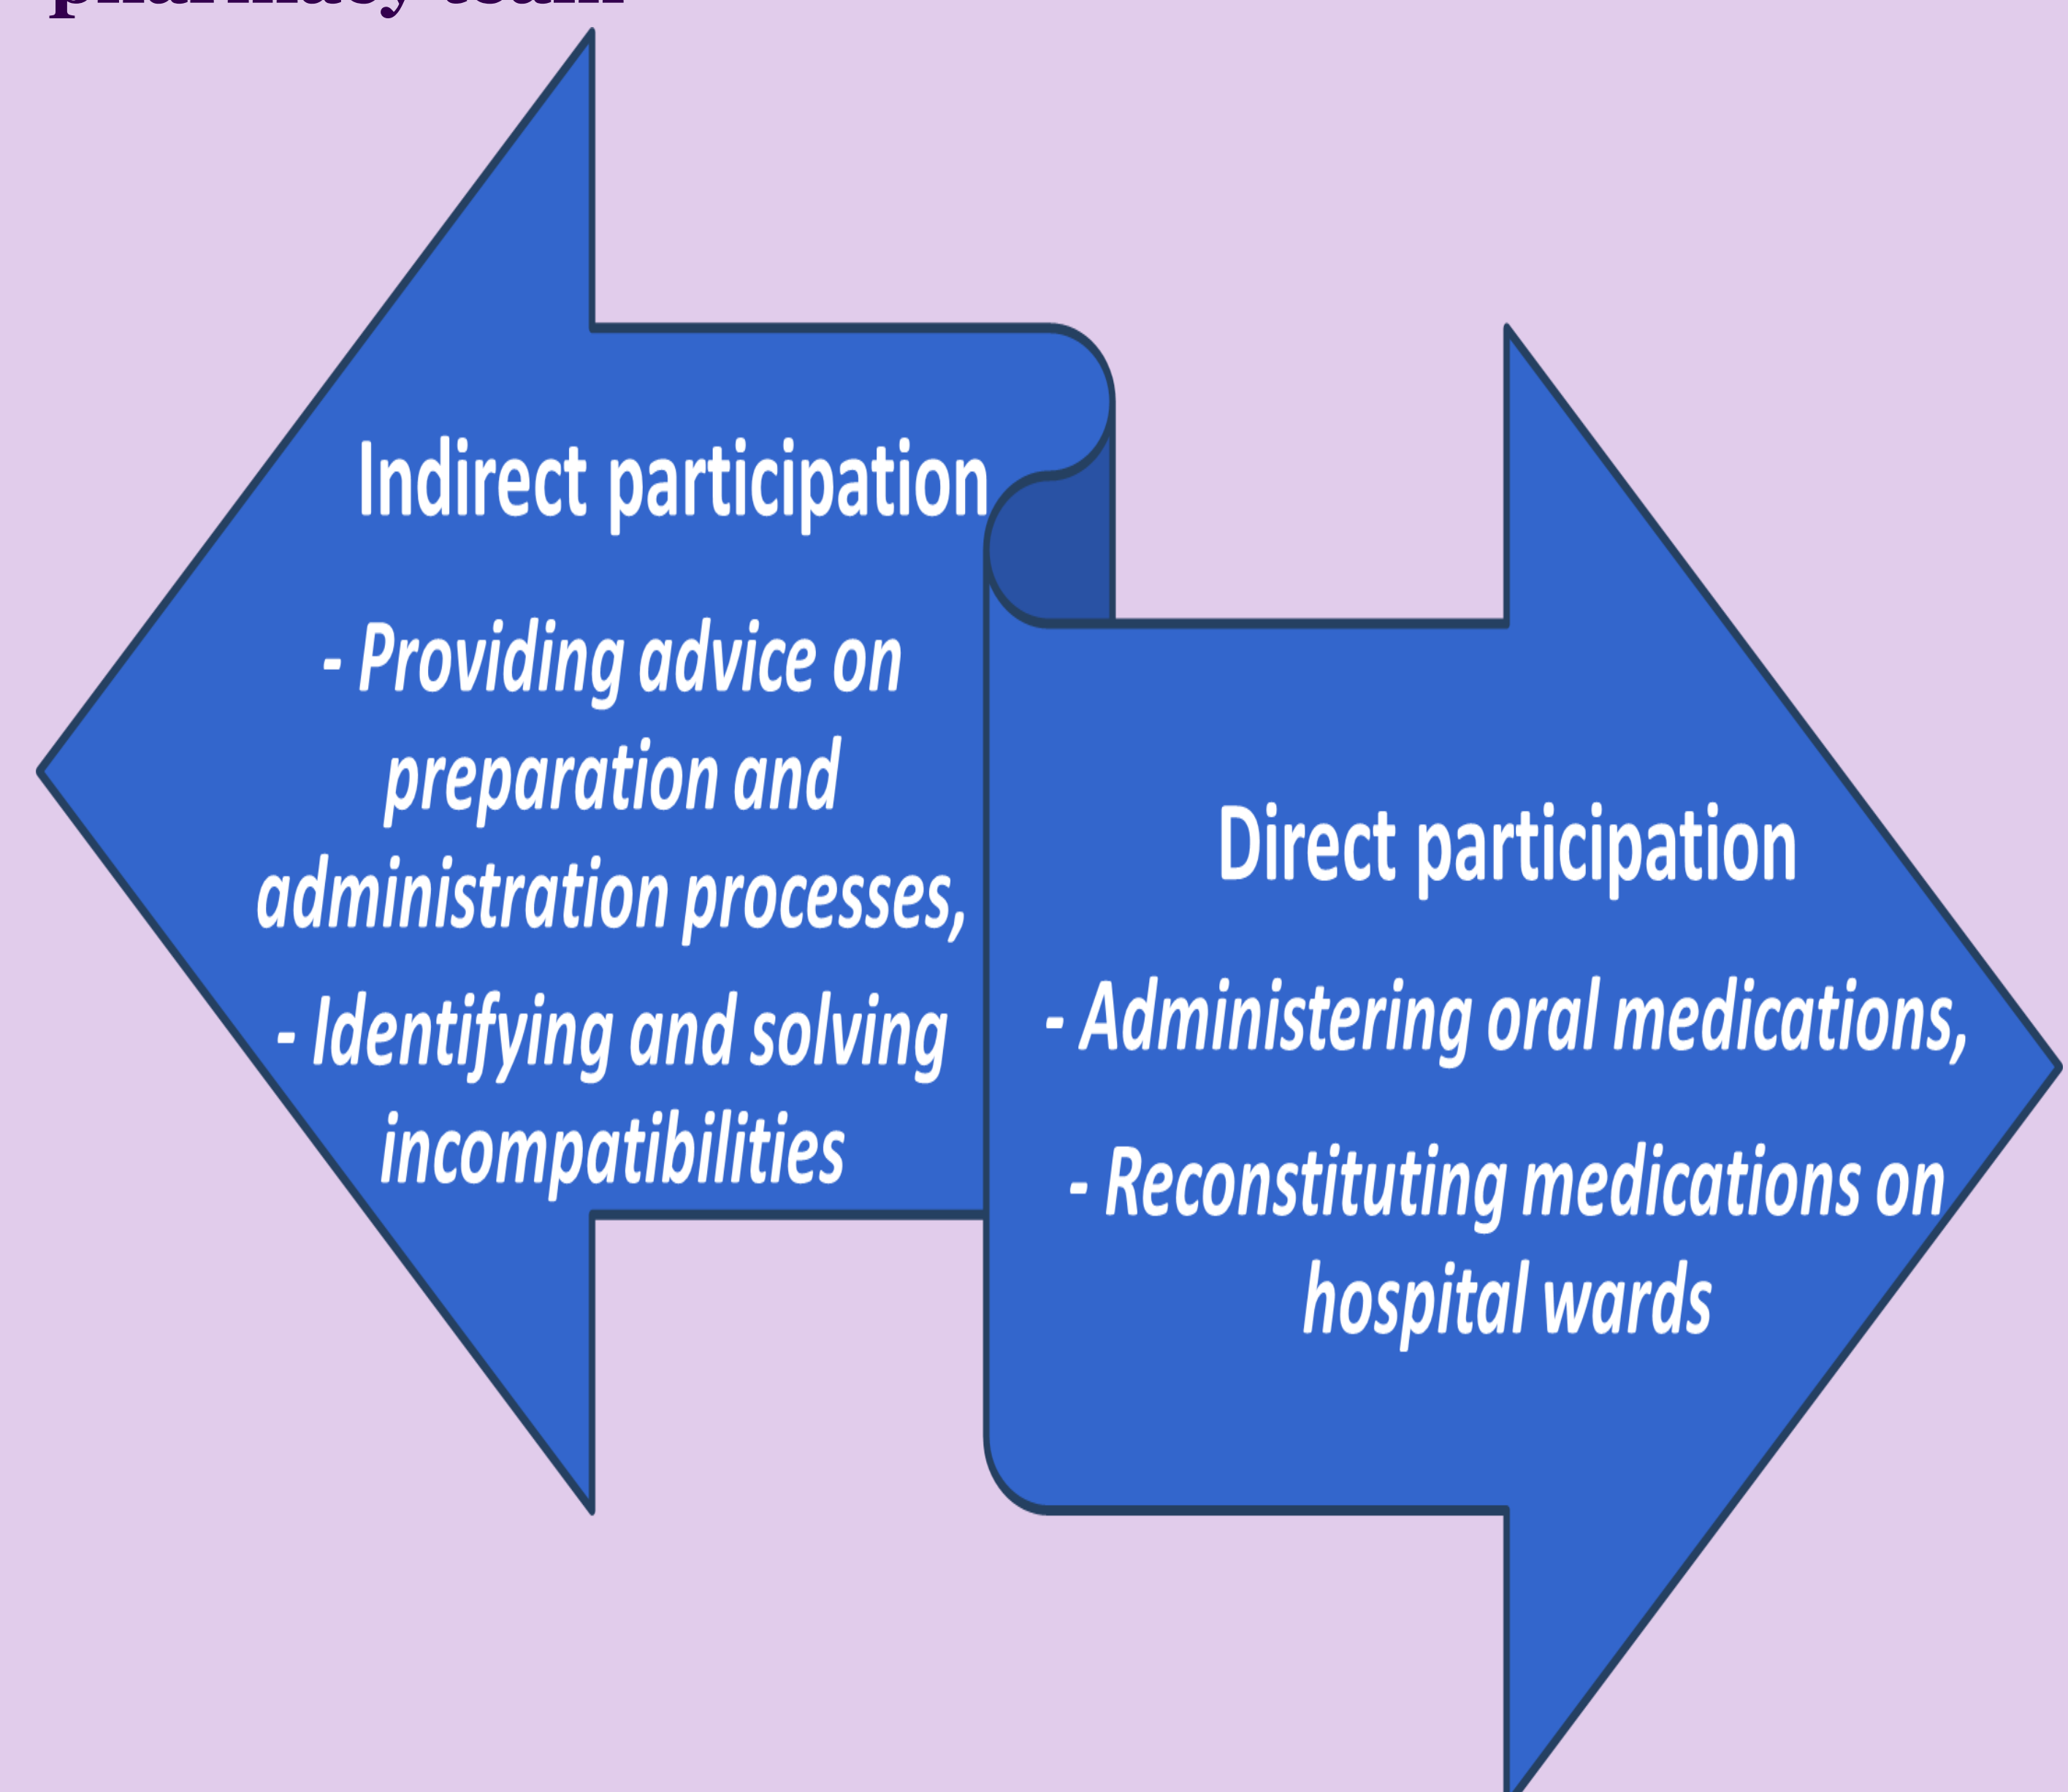 Indirect participation
- Providing advice on
preparation and
administration processes,
- Identifying and solving
incompatibilities
Direct participation
- Administering oral medications,
- Reconstituting medications on
hospital wards